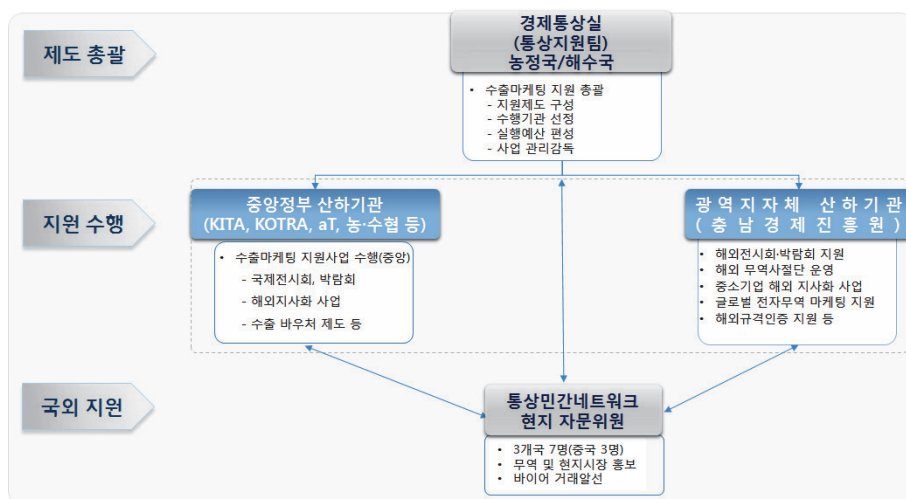 제도 총괄
경제통상실
(통상지원팀)
농정국/해수국
• 수출마케팅 지원 총괄
- 지원제도 구성
- 수행기관 선정
- 실행예산 편성
- 사업 관리감독
지원 수행
중앙정부 산하기관
(KITA, KOTRA, aT, 농·수협 등)
• 수출마케팅 지원사업 수행(중앙)
- 국제전시회, 박람회
- 해외지사화 사업
- 수출 바우처 제도 등
광역지자체 산하기관
(충남경제진흥원)
• 해외전시회·박람회 지원
• 해외 무역사절단 운영
• 중소기업 해외 지사화 사업
• 글로벌 전자무역 마케팅 지원
• 해외규격인증 지원 등
국외 지원
통상민간네트워크
현지 자문위원
• 3개국 7명(중국 3명)
• 무역 및 현지시장 홍보
• 바이어 거래알선